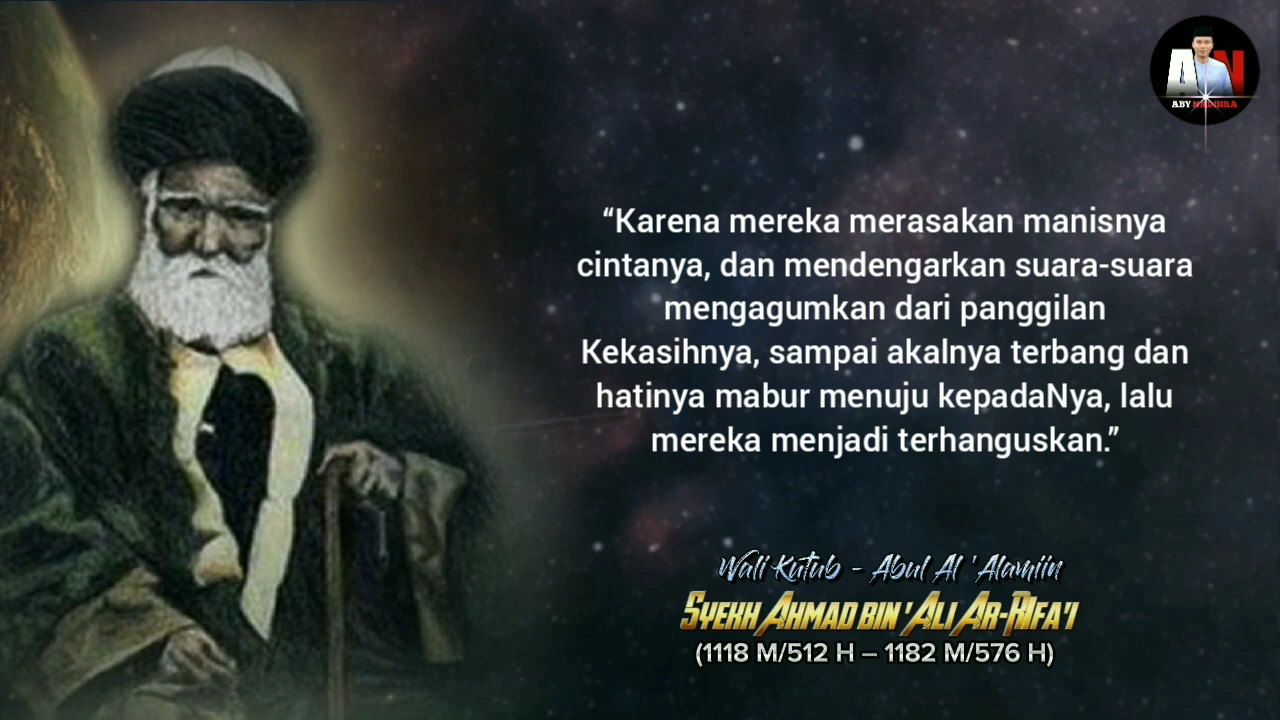 ABY NADHIRA
“Karena mereka merasakan manisnya
cintanya, dan mendengarkan suara-suara
mengagumkan dari panggilan
Kekasihnya, sampai akalnya terbang dan
hatinya mabur menuju kepadaNya, lalu
mereka menjadi terhanguskan.”
Wali Kutub - Abul Al 'Alamiin
Syekh Ahmad bin 'Ali Ar-Rifa'i
(1118 M/512 H – 1182 M/576 H)